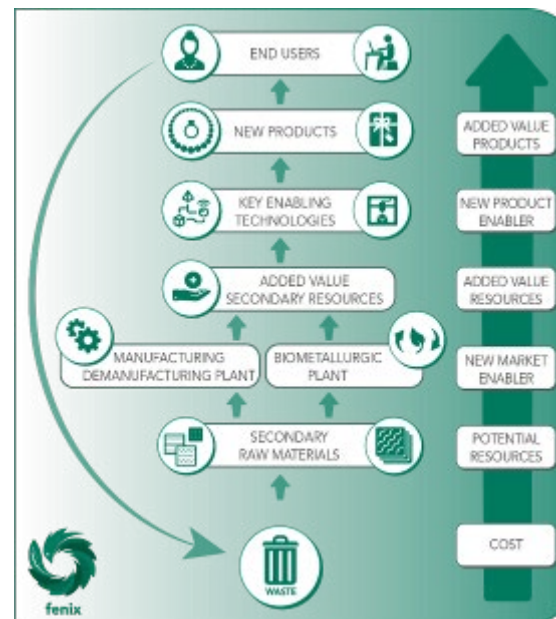 END USERS
NEW PRODUCTS
ADDED VALUE
PRODUCTS
KEY ENABLING
TECHNOLOGIES
NEW PRODUCT
ENABLER
ADDED VALUE
SECONDARY RESOURCES
ADDED VALUE
RESOURCES
MANUFACTURING
DEMANUFACTURING PLANT
BIOMETALLURGIC
PLANT
NEW MARKET
ENABLER
SECONDARY
RAW MATERIALS
POTENTIAL
RESOURCES
WASTE
COST
fenix